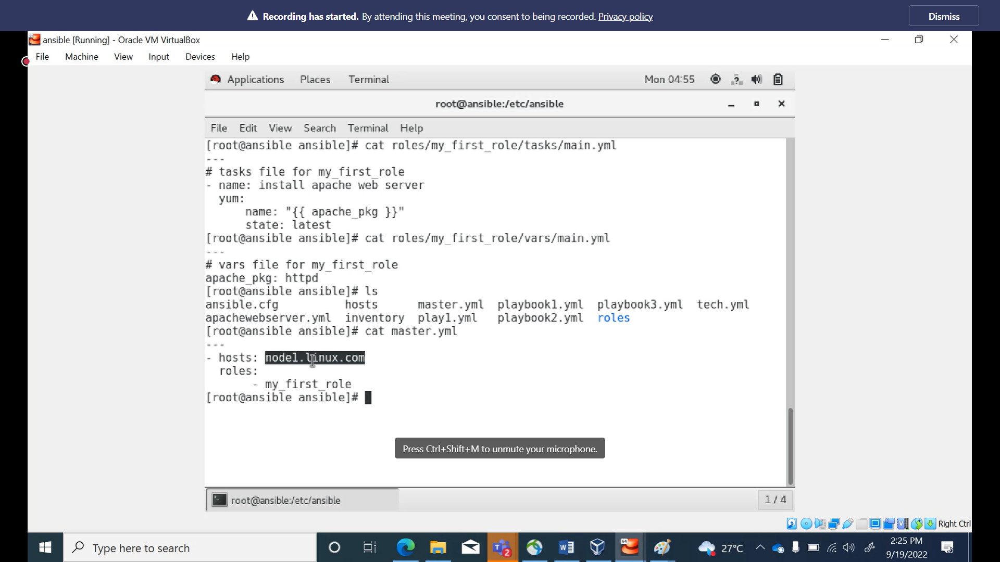 Recording has started. By attending this meeting, you consent to being recorded. Privacy policy
Dismiss
ansible [Running] - Oracle VM VirtualBox
File Machine View Input Devices Help
Applications Places Terminal Mon 04:55
root@ansible:/etc/ansible
File Edit View Search Terminal Help
[root@ansible ansible]# cat roles/my_first_role/tasks/main.yml
---
# tasks file for my_first_role
- name: install apache web server
  yum:
      name: "{{ apache_pkg }}"
      state: latest
[root@ansible ansible]# cat roles/my_first_role/vars/main.yml
---
# vars file for my_first_role
apache_pkg: httpd
[root@ansible ansible]# ls
ansible.cfg          hosts      master.yml  playbook1.yml  playbook3.yml  tech.yml
apachewebserver.yml  inventory  play1.yml   playbook2.yml  roles
[root@ansible ansible]# cat master.yml
---
- hosts: node1.linux.com
  roles:
       - my_first_role
[root@ansible ansible]#
Press Ctrl+Shift+M to unmute your microphone.
root@ansible:/etc/ansible
1 / 4
Right Ctrl
Type here to search
2
64
27°C
2:25 PM
9/19/2022